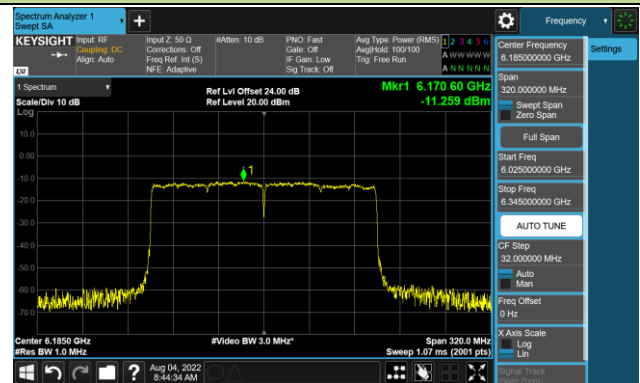 Spectrum Analyzer 1
Swept SA
Frequency
KEYSIGHT
Input: RF
Coupling: DC
Align: Auto
Input Z: 50 Ω
Corrections: Off
Freq Ref: Int (S)
NFE: Adaptive
#Atten: 10 dB
PNO: Fast
Gate: Off
IF Gain: Low
Sig Track: Off
Avg Type: Power (RMS)
Avg|Hold: 100/100
Trig: Free Run
1 2 3 4 5 6
A W W W W W
A N N N N N
LXI
1 Spectrum
Scale/Div 10 dB
Log
Ref Lvl Offset 24.00 dB
Ref Level 20.00 dBm
Mkr1 6.170 60 GHz
-11.259 dBm
10.0
0.00
-10.0
-20.0
-30.0
-40.0
-50.0
-60.0
-70.0
1
Center 6.1850 GHz
#Res BW 1.0 MHz
#Video BW 3.0 MHz*
Span 320.0 MHz
Sweep 1.07 ms (2001 pts)
Center Frequency
6.185000000 GHz
Settings
Span
320.000000 MHz
Swept Span
Zero Span
Full Span
Start Freq
6.025000000 GHz
Stop Freq
6.345000000 GHz
AUTO TUNE
CF Step
32.000000 MHz
Auto
Man
Freq Offset
0 Hz
X Axis Scale
Log
Lin
Signal Track
(Span Zoom)
Aug 04, 2022
8:44:34 AM